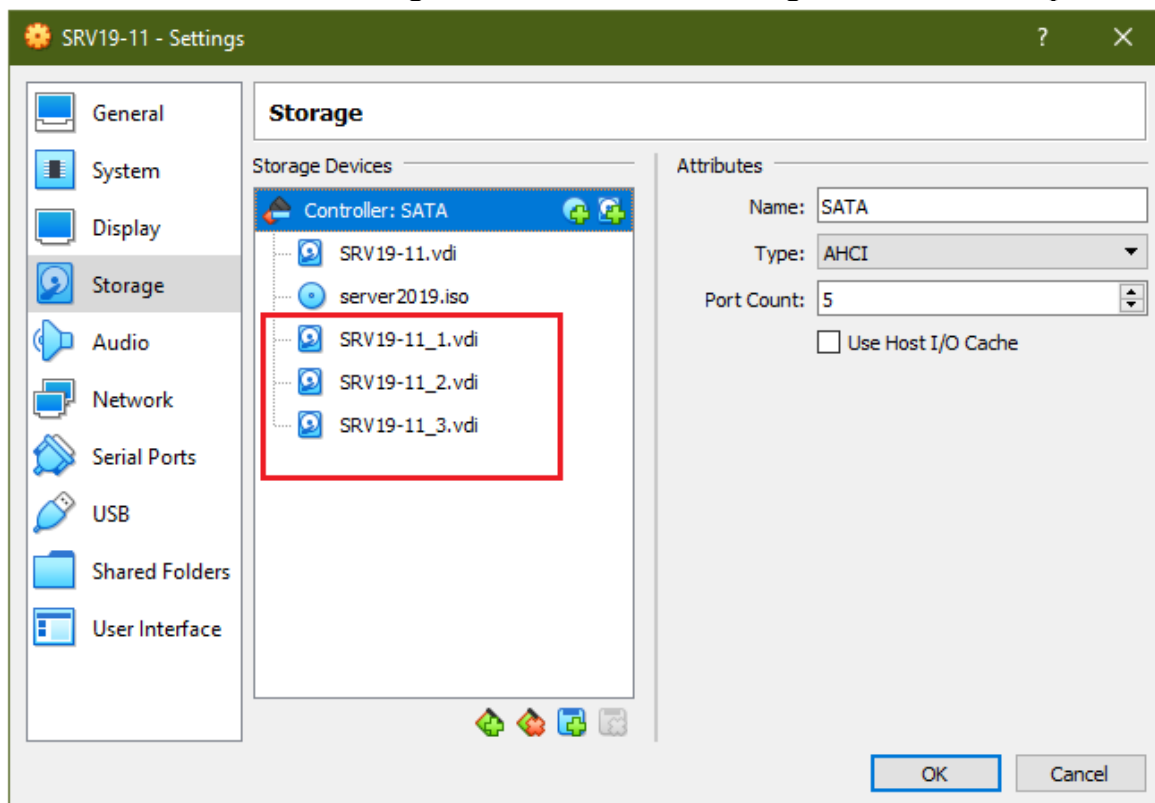 SRV19-11 - Settings
?
General
System
Display
Storage
Audio
Network
Serial Ports
USB
Shared Folders
User Interface
Storage
Storage Devices
Controller: SATA
SRV19-11.vdi
server2019.iso
SRV19-11_1.vdi
SRV19-11_2.vdi
SRV19-11_3.vdi
Attributes
Name: SATA
Type: AHCI
Port Count: 5
Use Host I/O Cache
OK
Cancel